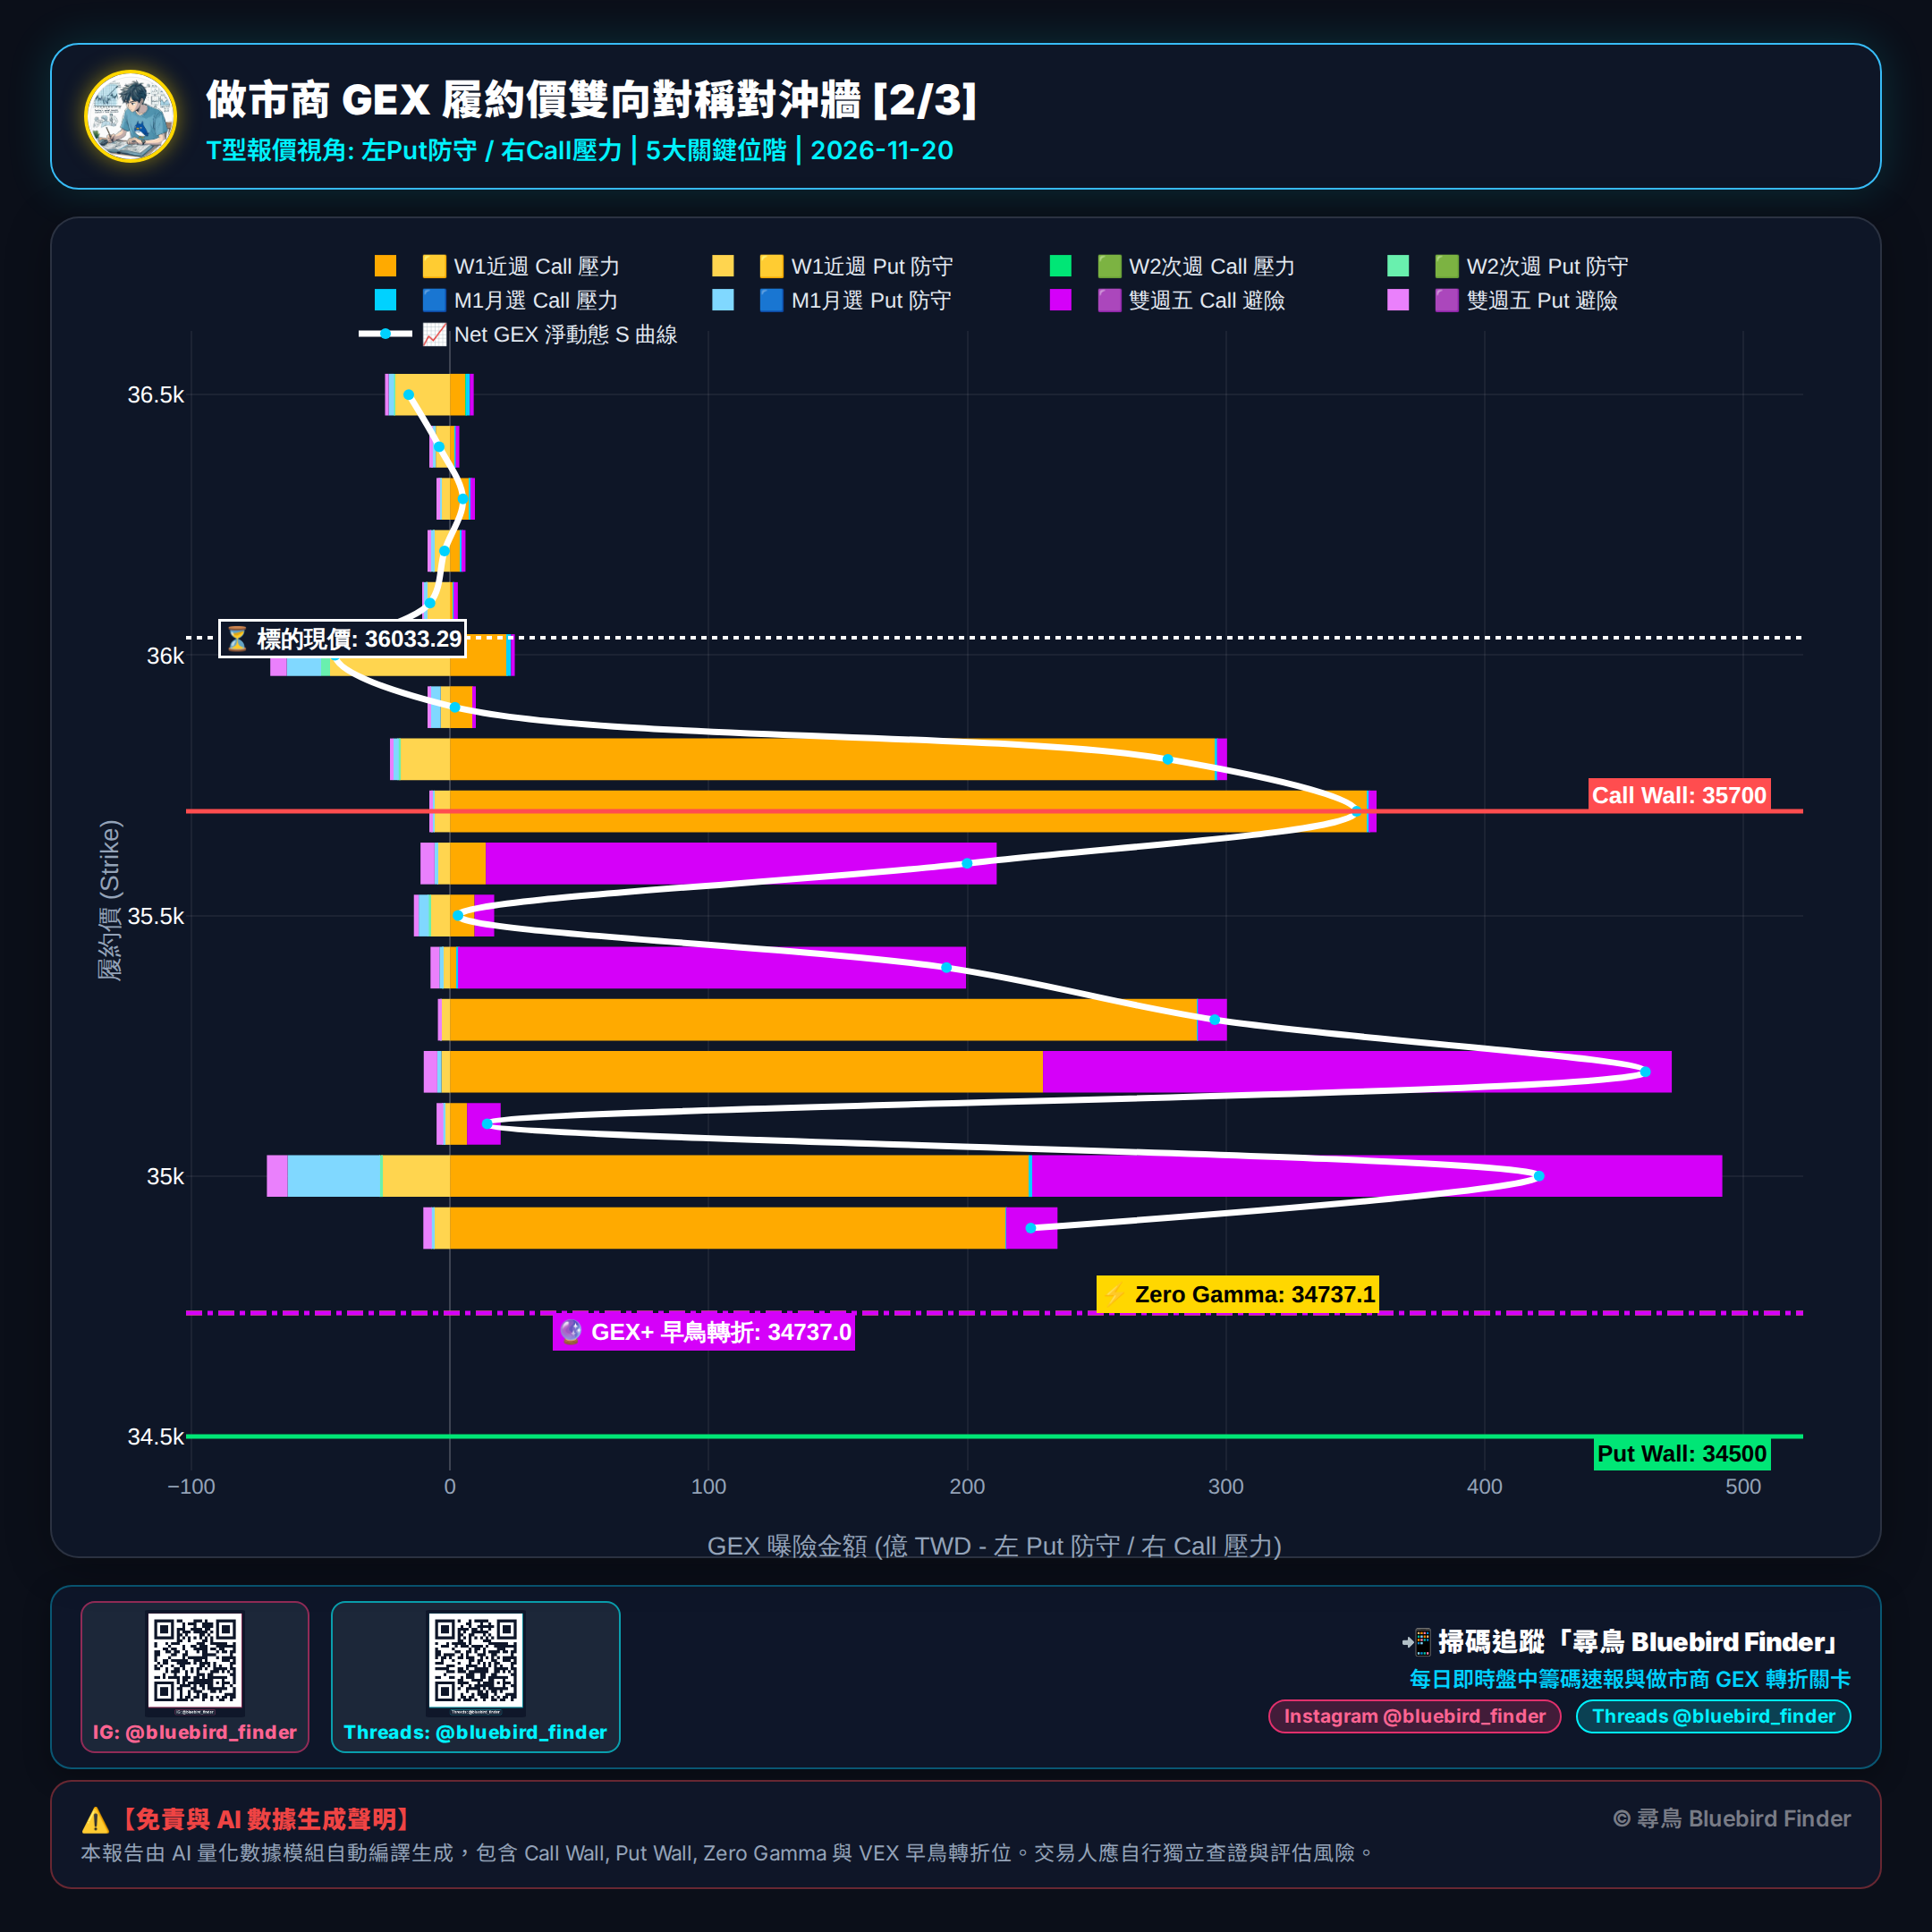 做市商 GEX 履約價雙向對稱對沖牆 [2/3]
T型報價視角: 左Put防守 / 右Call壓力 | 5大關鍵位階 | 2026-11-20
🟨 W1近週 Call 壓力
🟨 W1近週 Put 防守
🟩 W2次週 Call 壓力
🟩 W2次週 Put 防守
🟦 M1月選 Call 壓力
🟦 M1月選 Put 防守
🟪 雙週五 Call 避險
🟪 雙週五 Put 避險
📈 Net GEX 淨動態 S 曲線
36.5k
⏳ 標的現價: 36033.29
36k
Call Wall: 35700
履約價 (Strike)
35.5k
35k
⚡ Zero Gamma: 34737.1
🔮 GEX+ 早鳥轉折: 34737.0
34.5k
Put Wall: 34500
−100
0
100
200
300
400
500
GEX 曝險金額 (億 TWD - 左 Put 防守 / 右 Call 壓力)
IG: @bluebird_finder
Threads: @bluebird_finder
IG: @bluebird_finder
Threads: @bluebird_finder
📲 掃碼追蹤「尋鳥 Bluebird Finder」
每日即時盤中籌碼速報與做市商 GEX 轉折關卡
Instagram @bluebird_finder
Threads @bluebird_finder
⚠️【免責與 AI 數據生成聲明】
© 尋鳥 Bluebird Finder
本報告由 AI 量化數據模組自動編譯生成，包含 Call Wall, Put Wall, Zero Gamma 與 VEX 早鳥轉折位。交易人應自行獨立查證與評估風險。